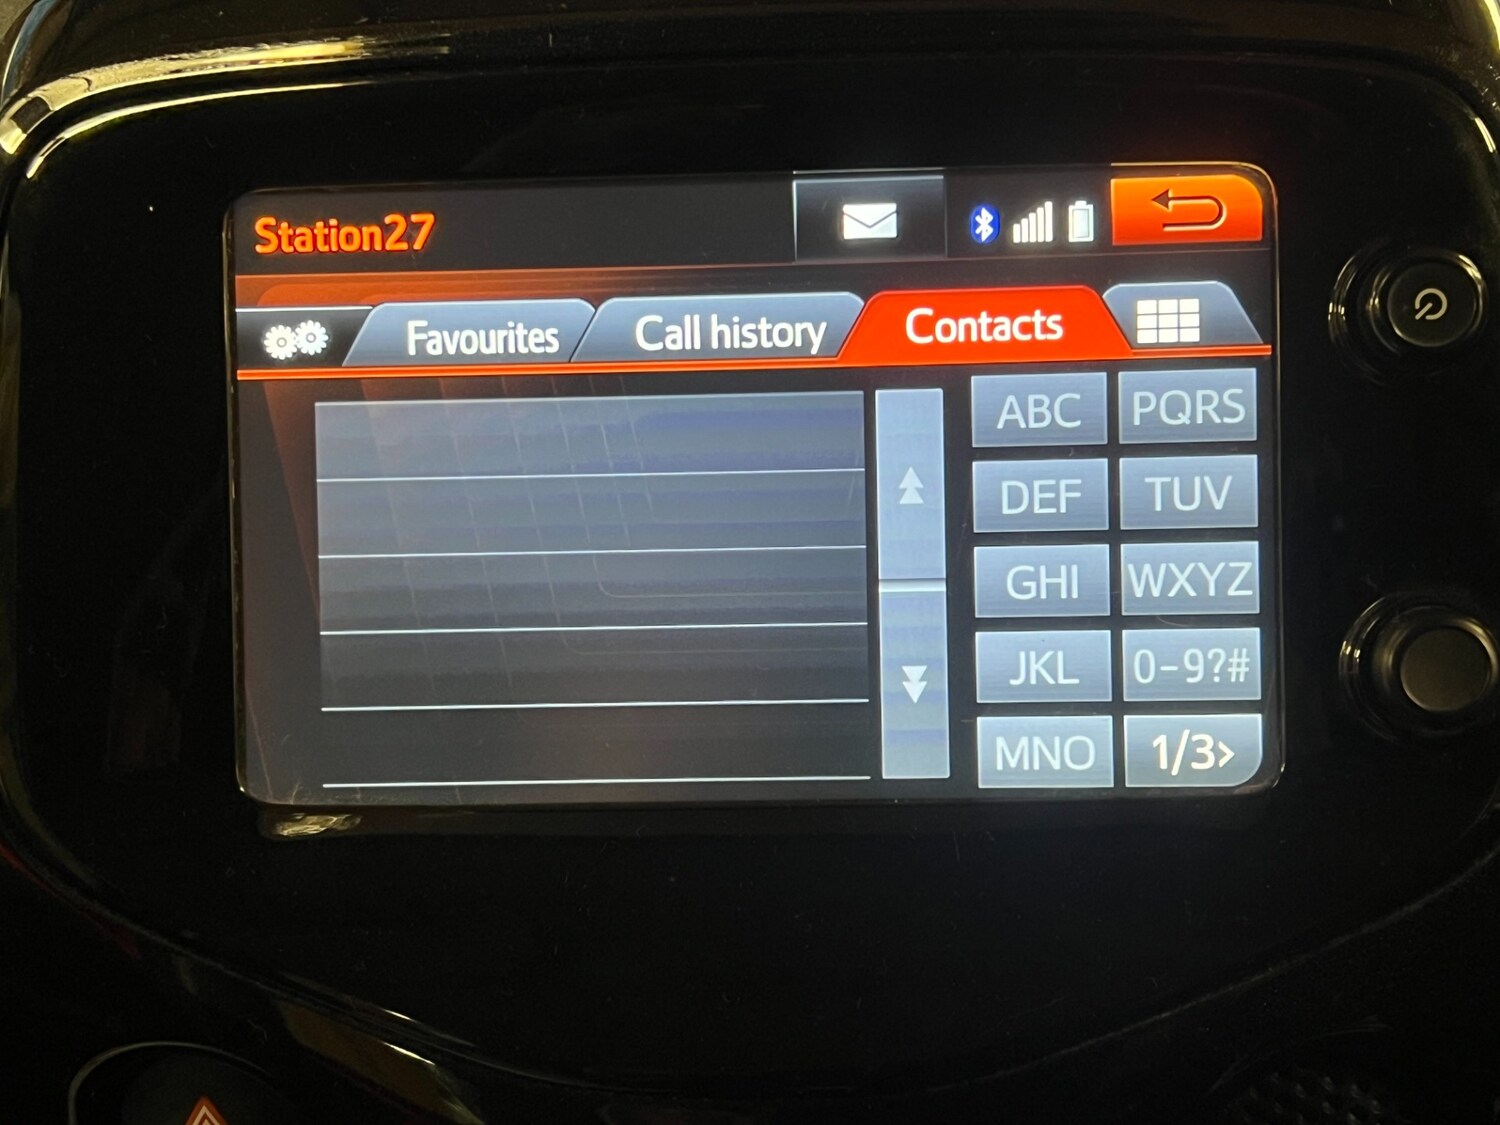 Station27
Favourites
Call history
Contacts
ABC PQRS
DEF TUV
GHI WXYZ
JKL 0-9?#
MNO 1/3>